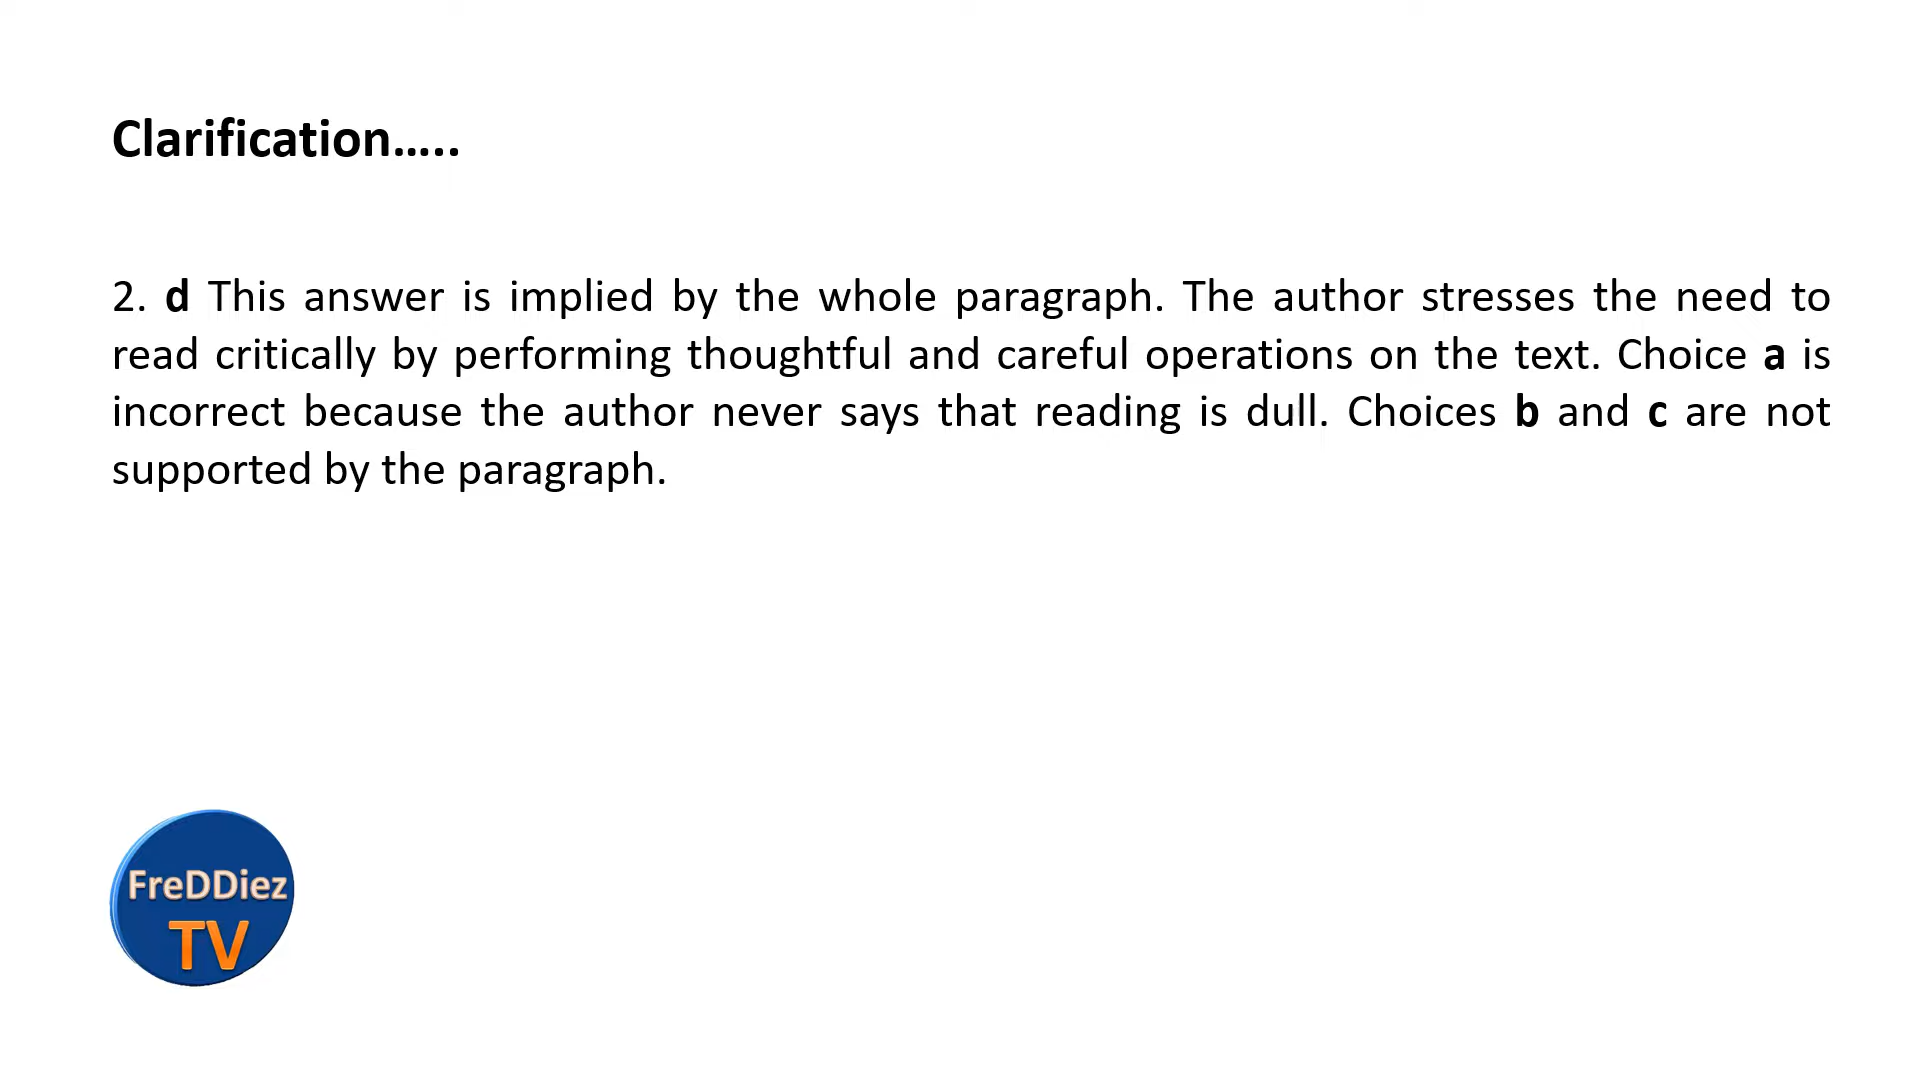 Clarification.....
2. d This answer is implied by the whole paragraph. The author stresses the need to
read critically by performing thoughtful and careful operations on the text. Choice a is
incorrect because the author never says that reading is dull. Choices b and c are not
supported by the paragraph.
FreDDiez
TV